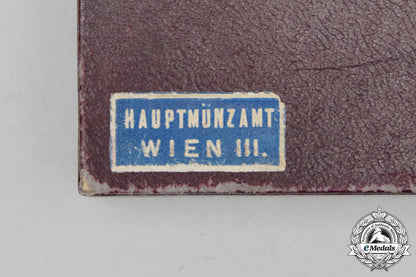 HAUPTMÜNZAMT
WIEN III.
eMedals